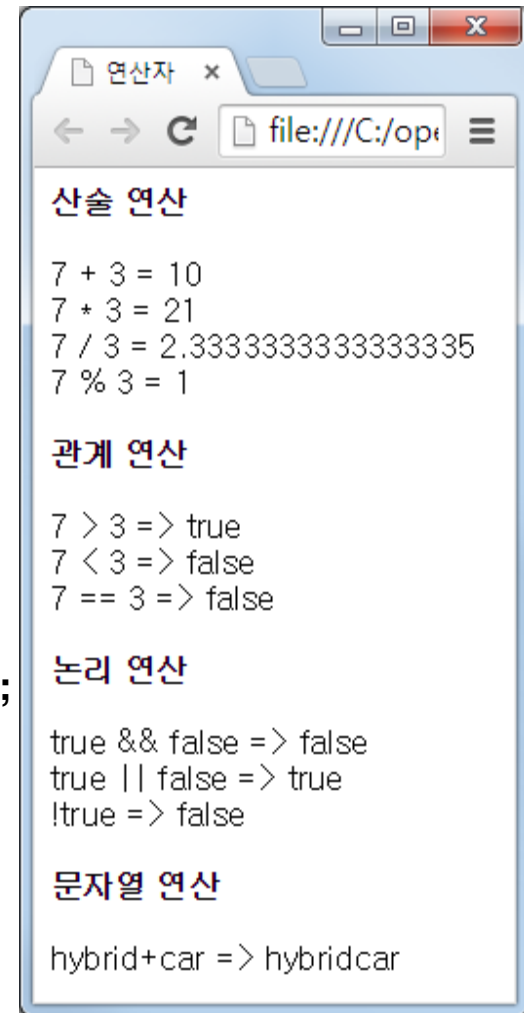 연산자
file:///C:/ope
산술 연산
7 + 3 = 10
7 * 3 = 21
7 / 3 = 2.3333333333333335
7 % 3 = 1
관계 연산
7 > 3 => true
7 < 3 => false
7 == 3 => false
;
논리 연산
true && false => false
true || false => true
!true => false
문자열 연산
hybrid+car => hybridcar